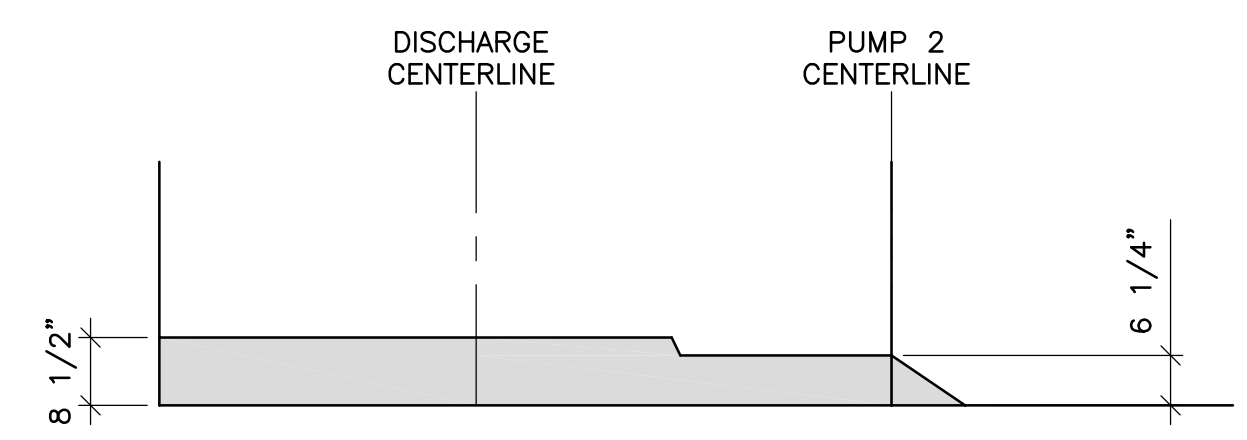 DISCHARGE
CENTERLINE
PUMP 2
CENTERLINE
8 1/2"
6 1/4"